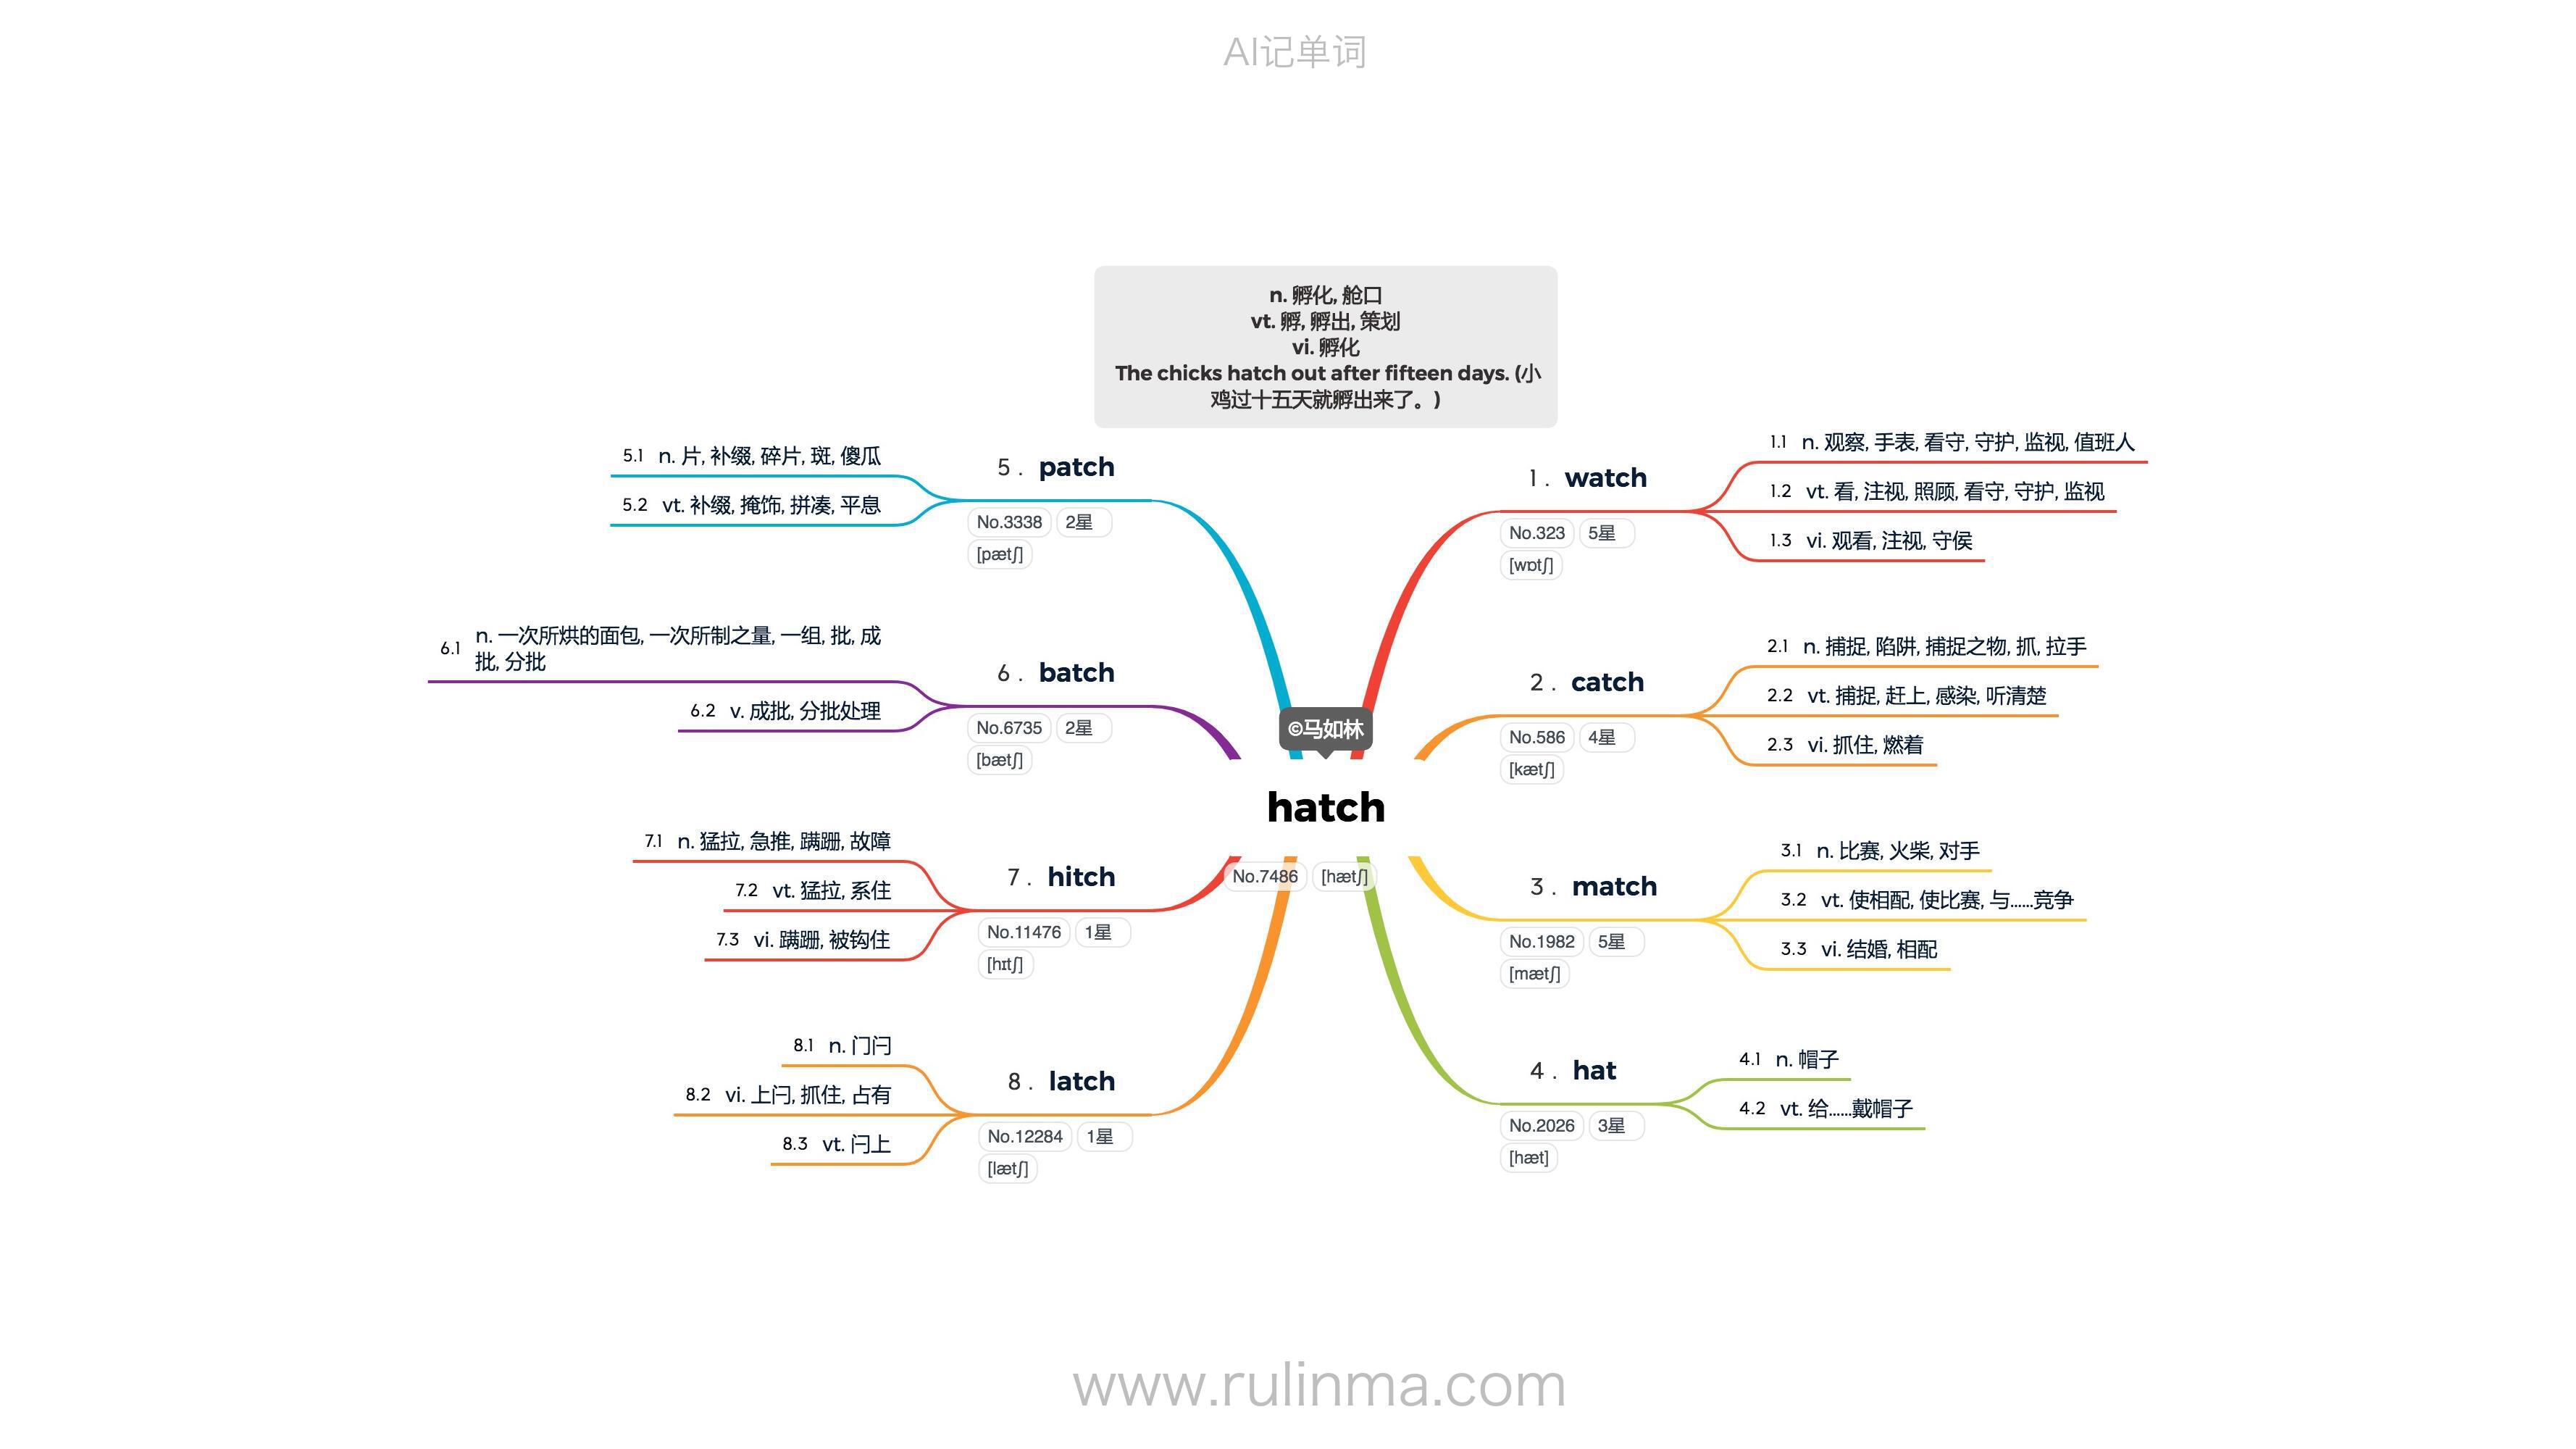 AI记单词
n. 孵化, 舱口
vt. 孵, 孵出, 策划
vi. 孵化
The chicks hatch out after fifteen days. (小
鸡过十五天就孵出来了。)
©马如林
hatch
No.7486 [hætʃ]
1. watch
No.323 5星
[wɒtʃ]
1.1 n. 观察, 手表, 看守, 守护, 监视, 值班人
1.2 vt. 看, 注视, 照顾, 看守, 守护, 监视
1.3 vi. 观看, 注视, 守侯
2. catch
No.586 4星
[kætʃ]
2.1 n. 捕捉, 陷阱, 捕捉之物, 抓, 拉手
2.2 vt. 捕捉, 赶上, 感染, 听清楚
2.3 vi. 抓住, 燃着
3. match
No.1982 5星
[mætʃ]
3.1 n. 比赛, 火柴, 对手
3.2 vt. 使相配, 使比赛, 与……竞争
3.3 vi. 结婚, 相配
4. hat
No.2026 3星
[hæt]
4.1 n. 帽子
4.2 vt. 给……戴帽子
5. patch
No.3338 2星
[pætʃ]
5.1 n. 片, 补缀, 碎片, 斑, 傻瓜
5.2 vt. 补缀, 掩饰, 拼凑, 平息
6. batch
No.6735 2星
[bætʃ]
6.1 n. 一次所烘的面包, 一次所制之量, 一组, 批, 成
批, 分批
6.2 v. 成批, 分批处理
7. hitch
No.11476 1星
[hɪtʃ]
7.1 n. 猛拉, 急推, 蹒跚, 故障
7.2 vt. 猛拉, 系住
7.3 vi. 蹒跚, 被钩住
8. latch
No.12284 1星
[lætʃ]
8.1 n. 门闩
8.2 vi. 上闩, 抓住, 占有
8.3 vt. 闩上
www.rulinma.com